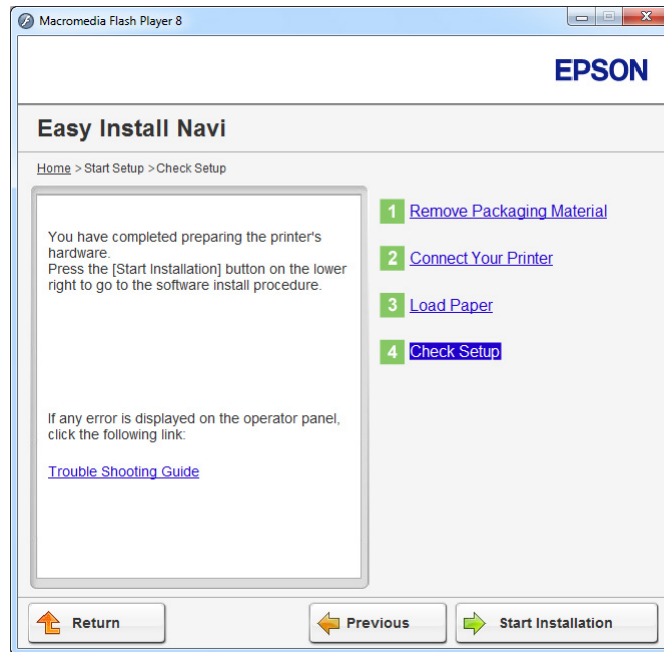 Macromedia Flash Player 8
EPSON
Easy Install Navi
Home > Start Setup >Check Setup
You have completed preparing the printer's
hardware.
Press the [Start Installation] button on the lower
right to go to the software install procedure.
If any error is displayed on the operator panel,
click the following link:
Trouble Shooting Guide
1 Remove Packaging Material
2 Connect Your Printer
3 Load Paper
4 Check Setup
Return
Previous
Start Installation